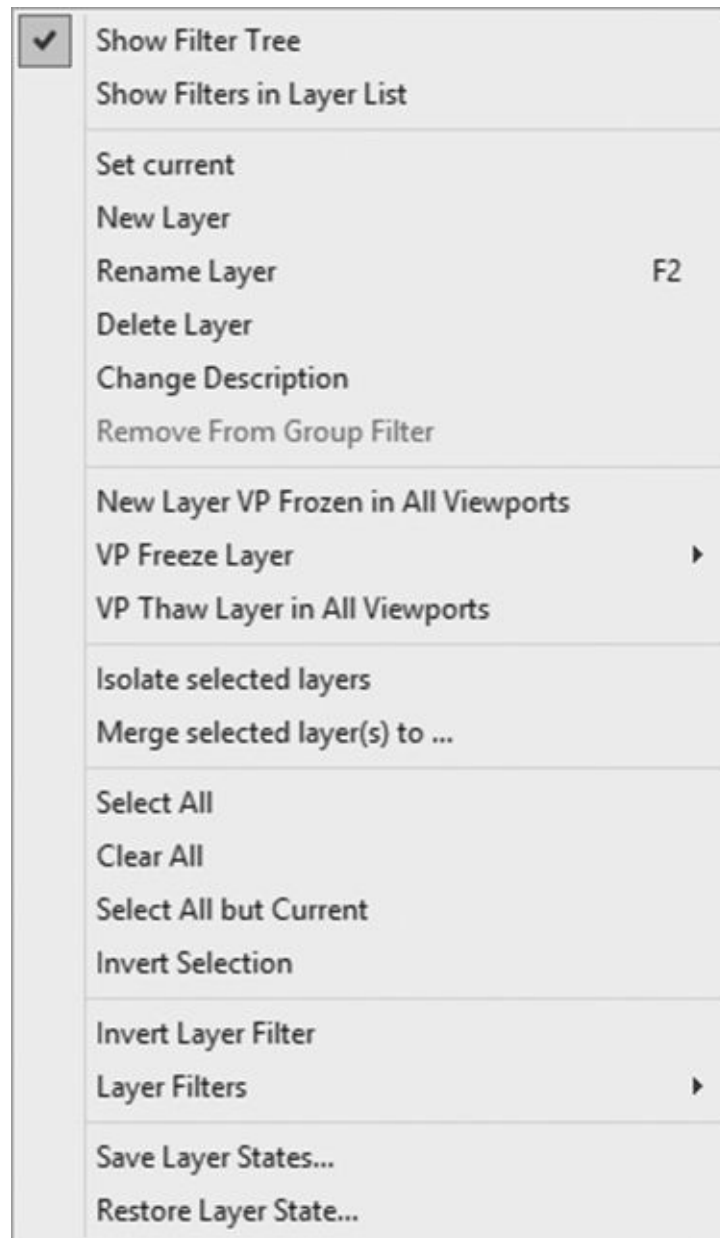 Show Filter Tree
Show Filters in Layer List
Set current
New Layer
Rename Layer F2
Delete Layer
Change Description
Remove From Group Filter
New Layer VP Frozen in All Viewports
VP Freeze Layer
VP Thaw Layer in All Viewports
Isolate selected layers
Merge selected layer(s) to ...
Select All
Clear All
Select All but Current
Invert Selection
Invert Layer Filter
Layer Filters
Save Layer States...
Restore Layer State...